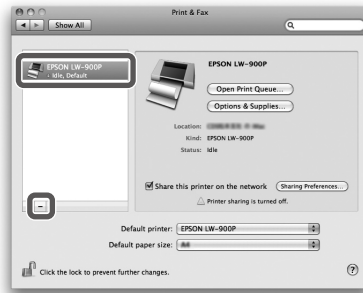 Print & Fax
Show All
EPSON LW-900P
• Idle, Default
EPSON LW-900P
Open Print Queue...
Options & Supplies...
Location:
Kind: EPSON LW-900P
Status: Idle
Share this printer on the network
Sharing Preferences...
Printer sharing is turned off.
Default printer: EPSON LW-900P
Default paper size:
Click the lock to prevent further changes.
?